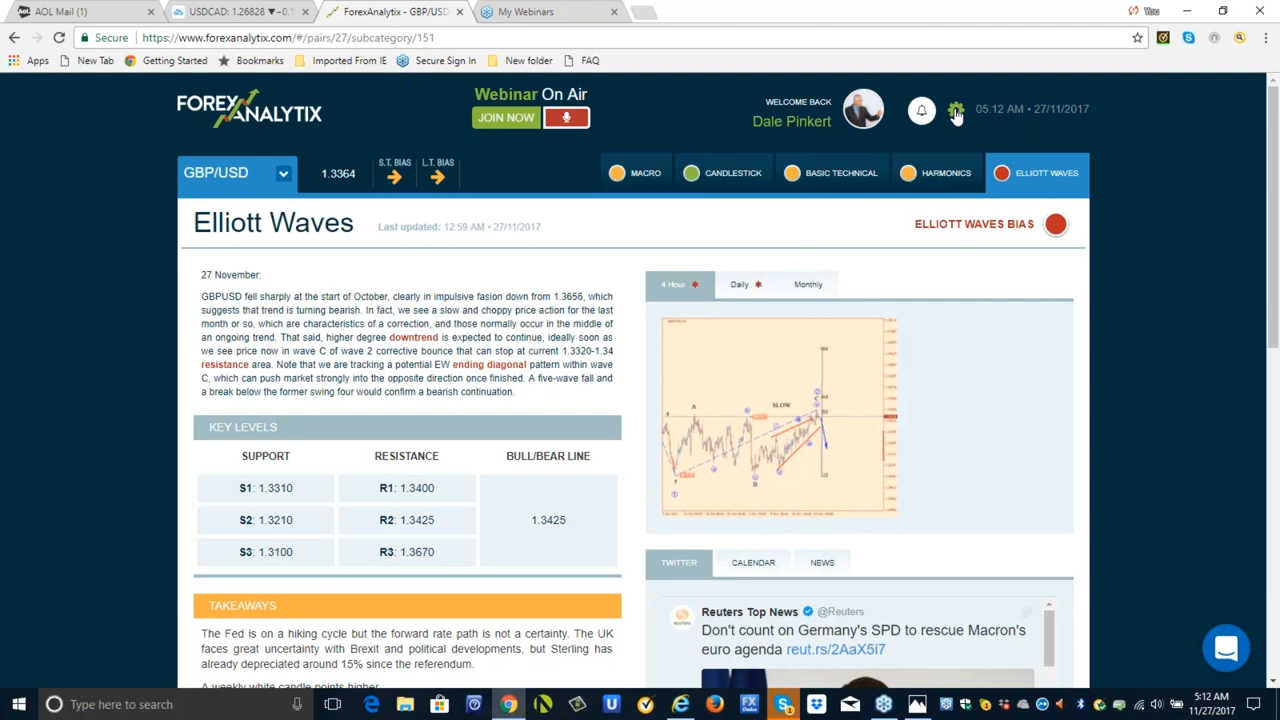 AOL Mail (1)
USDCAD: 1.26828 ▼−0.1
ForexAnalytix - GBP/USD
My Webinars
You
Secure
https://www.forexanalytix.com/#/pairs/27/subcategory/151
Apps
New Tab
Getting Started
Bookmarks
Imported From IE
Secure Sign In
New folder
FAQ
FOREX
ANALYTIX
Webinar On Air
JOIN NOW
WELCOME BACK
Dale Pinkert
05:12 AM • 27/11/2017
GBP/USD
1.3364
S.T. BIAS
L.T. BIAS
MACRO
CANDLESTICK
BASIC TECHNICAL
HARMONICS
ELLIOTT WAVES
Elliott Waves
Last updated: 12:59 AM • 27/11/2017
ELLIOTT WAVES BIAS
27 November:
GBPUSD fell sharply at the start of October, clearly in impulsive fasion down from 1.3656, which
suggests that trend is turning bearish. In fact, we see a slow and choppy price action for the last
month or so, which are characteristics of a correction, and those normally occur in the middle of
an ongoing trend. That said, higher degree downtrend is expected to continue, ideally soon as
we see price now in wave C of wave 2 corrective bounce that can stop at current 1.3320-1.34
resistance area. Note that we are tracking a potential EW ending diagonal pattern within wave
C, which can push market strongly into the opposite direction once finished. A five-wave fall and
a break below the former swing four would confirm a bearish continuation.
4 Hour *
Daily *
Monthly
SLOW
A
B
C
KEY LEVELS
SUPPORT
RESISTANCE
BULL/BEAR LINE
S1: 1.3310
R1: 1.3400
S2: 1.3210
R2: 1.3425
1.3425
S3: 1.3100
R3: 1.3670
TAKEAWAYS
The Fed is on a hiking cycle but the forward rate path is not a certainty. The UK
faces great uncertainty with Brexit and political developments, but Sterling has
already depreciated around 15% since the referendum.
A weekly white candle points higher
TWITTER
CALENDAR
NEWS
Reuters Top News @Reuters
Don't count on Germany's SPD to rescue Macron's
euro agenda reut.rs/2AaX5i7
Type here to search
5:12 AM
11/27/2017